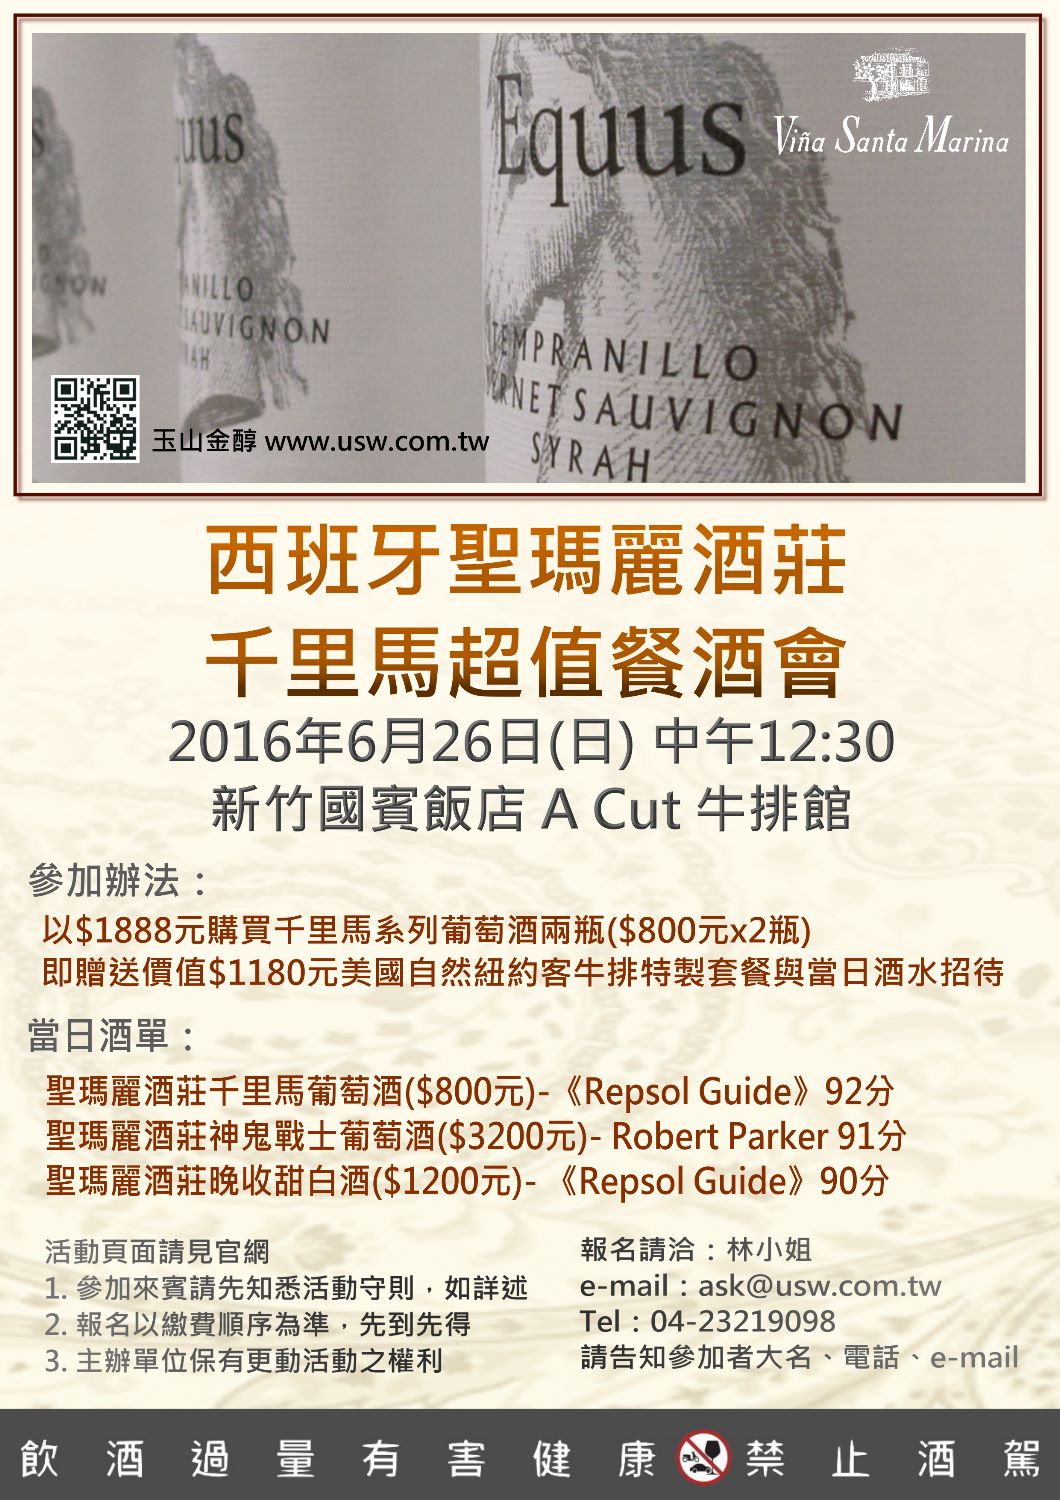 Equus
Viña Santa Marina
uus
s
ANILLO
SAUVIGNON
RAH
TEMPRANILLO
RNET SAUVIGNON
SYRAH
玉山金醇 www.usw.com.tw
西班牙聖瑪麗酒莊
千里馬超值餐酒會
2016年6月26日(日) 中午12:30
新竹國賓飯店 A Cut 牛排館
參加辦法：
以$1888元購買千里馬系列葡萄酒兩瓶($800元x2瓶)
即贈送價值$1180元美國自然紐約客牛排特製套餐與當日酒水招待
當日酒單：
聖瑪麗酒莊千里馬葡萄酒($800元)-《Repsol Guide》92分
聖瑪麗酒莊神鬼戰士葡萄酒($3200元)- Robert Parker 91分
聖瑪麗酒莊晚收甜白酒($1200元)- 《Repsol Guide》90分
活動頁面請見官網
1. 參加來賓請先知悉活動守則，如詳述
2. 報名以繳費順序為準，先到先得
3. 主辦單位保有更動活動之權利
報名請洽：林小姐
e-mail：ask@usw.com.tw
Tel：04-23219098
請告知參加者大名、電話、e-mail
飲酒過量有害健康 禁止酒駕